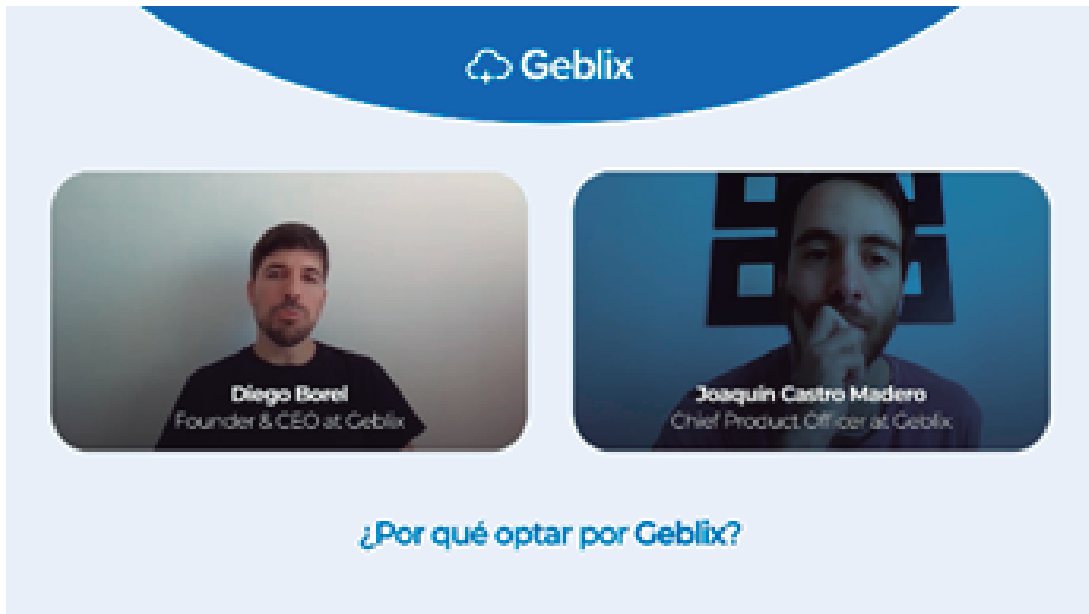 Geblix
Diego Borel
Founder & CEO at Geblix
Joaquín Castro Madero
Chief Product Officer at Geblix
¿Por qué optar por Geblix?